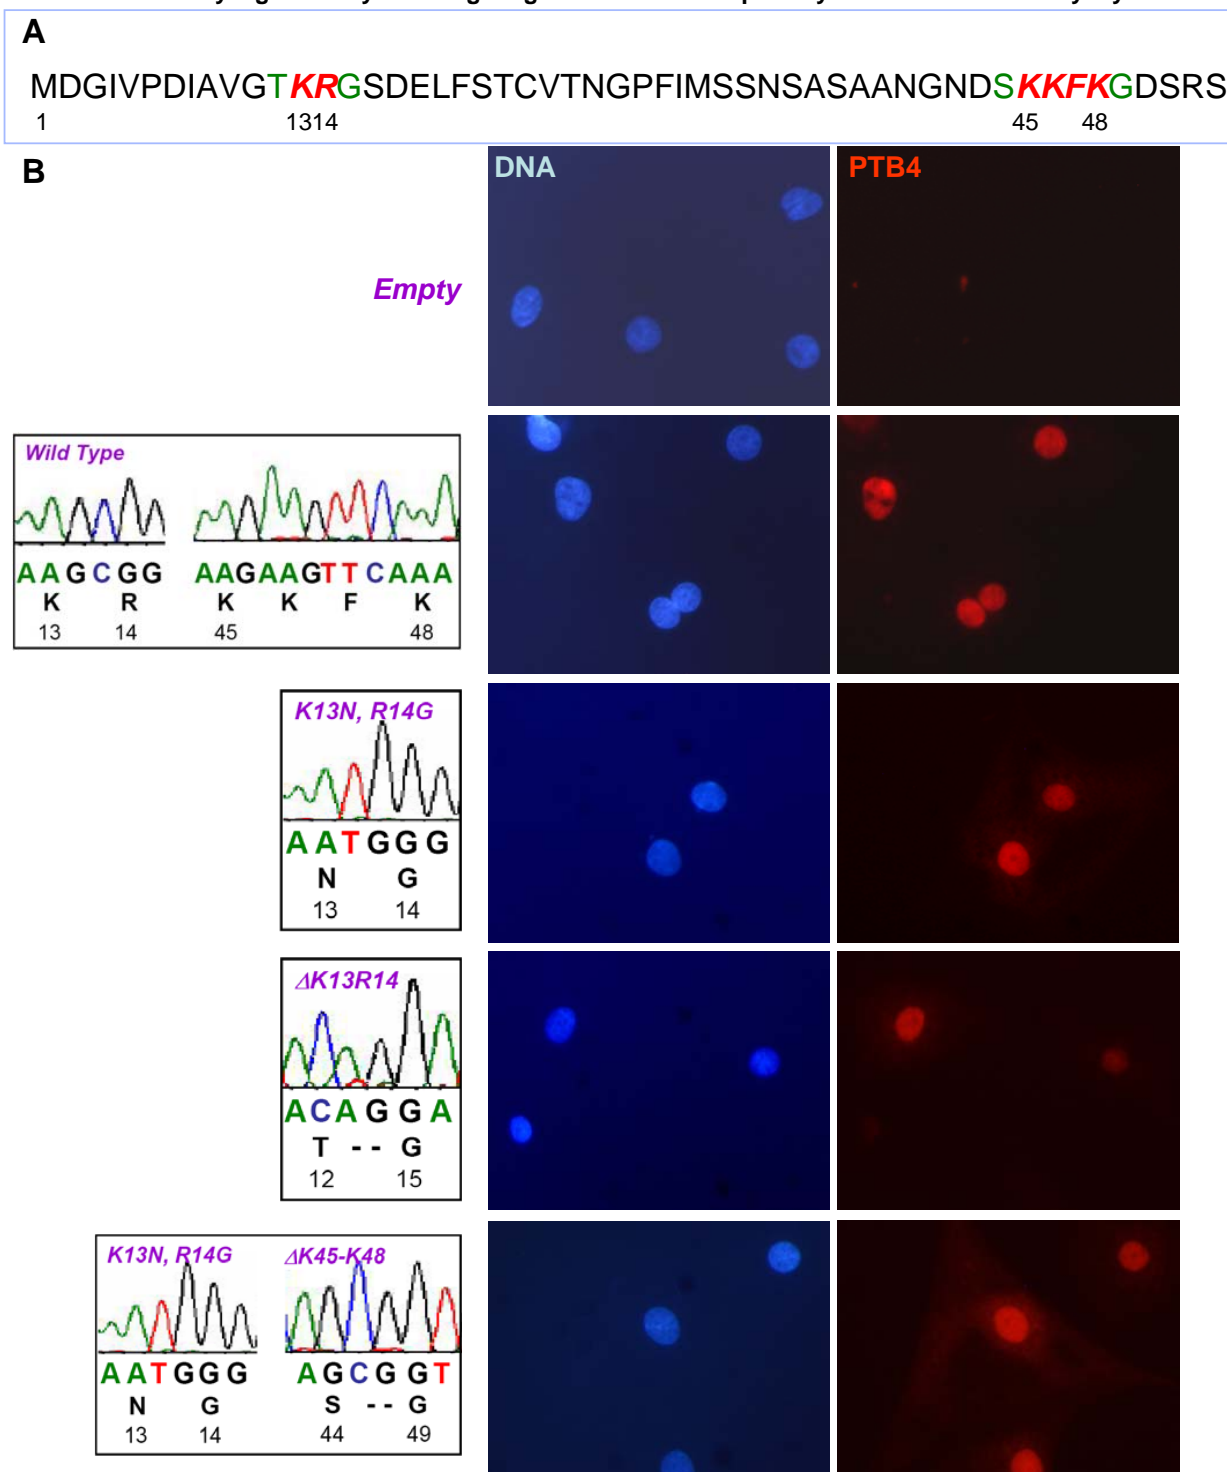 A
MDGIVPDIAVGTKRGSDELFSTCVTNGPFIMSSNSASAANGNDSKKFKGDSRS
1 1314 45 48
B
DNA PTB4
Empty
Wild Type
AAGCGG AAGAAGTTCAAA
K R K K F K
13 14 45 48
K13N, R14G
AATGGG
N G
13 14
ΔK13R14
ACAGGA
T -- G
12 15
K13N, R14G ΔK45-K48
AATGGG AGCGGT
N G S -- G
13 14 44 49